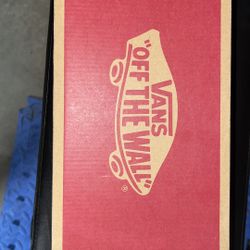 VANS
"OFF THE WALL"
®